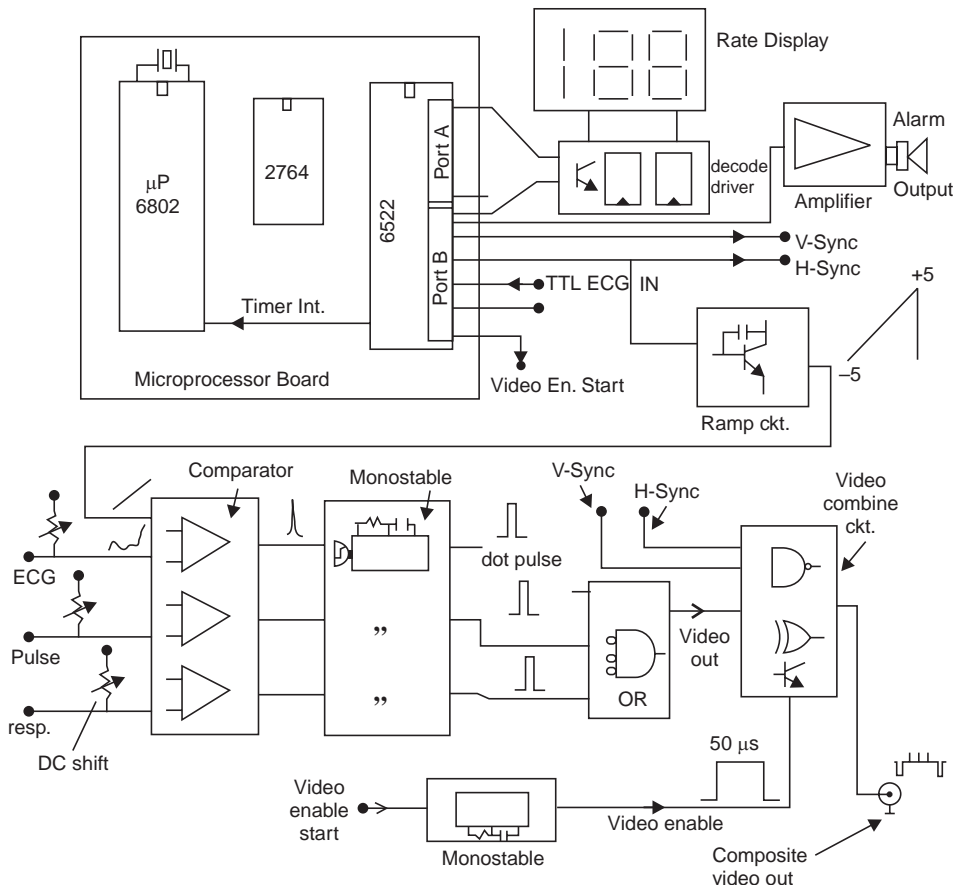 Rate Display
188
Port A
μP
6802
2764
6522
decode
driver
Alarm
Output
Amplifier
Port B
V-Sync
H-Sync
TTL ECG IN
Timer Int.
+5
–5
Microprocessor Board
Video En. Start
Ramp ckt.
Comparator
Monostable
V-Sync
H-Sync
Video
combine
ckt.
ECG
dot pulse
Pulse
”
Video
out
”
OR
resp.
DC shift
50 μs
Video
enable
start
Video enable
Monostable
Composite
video out